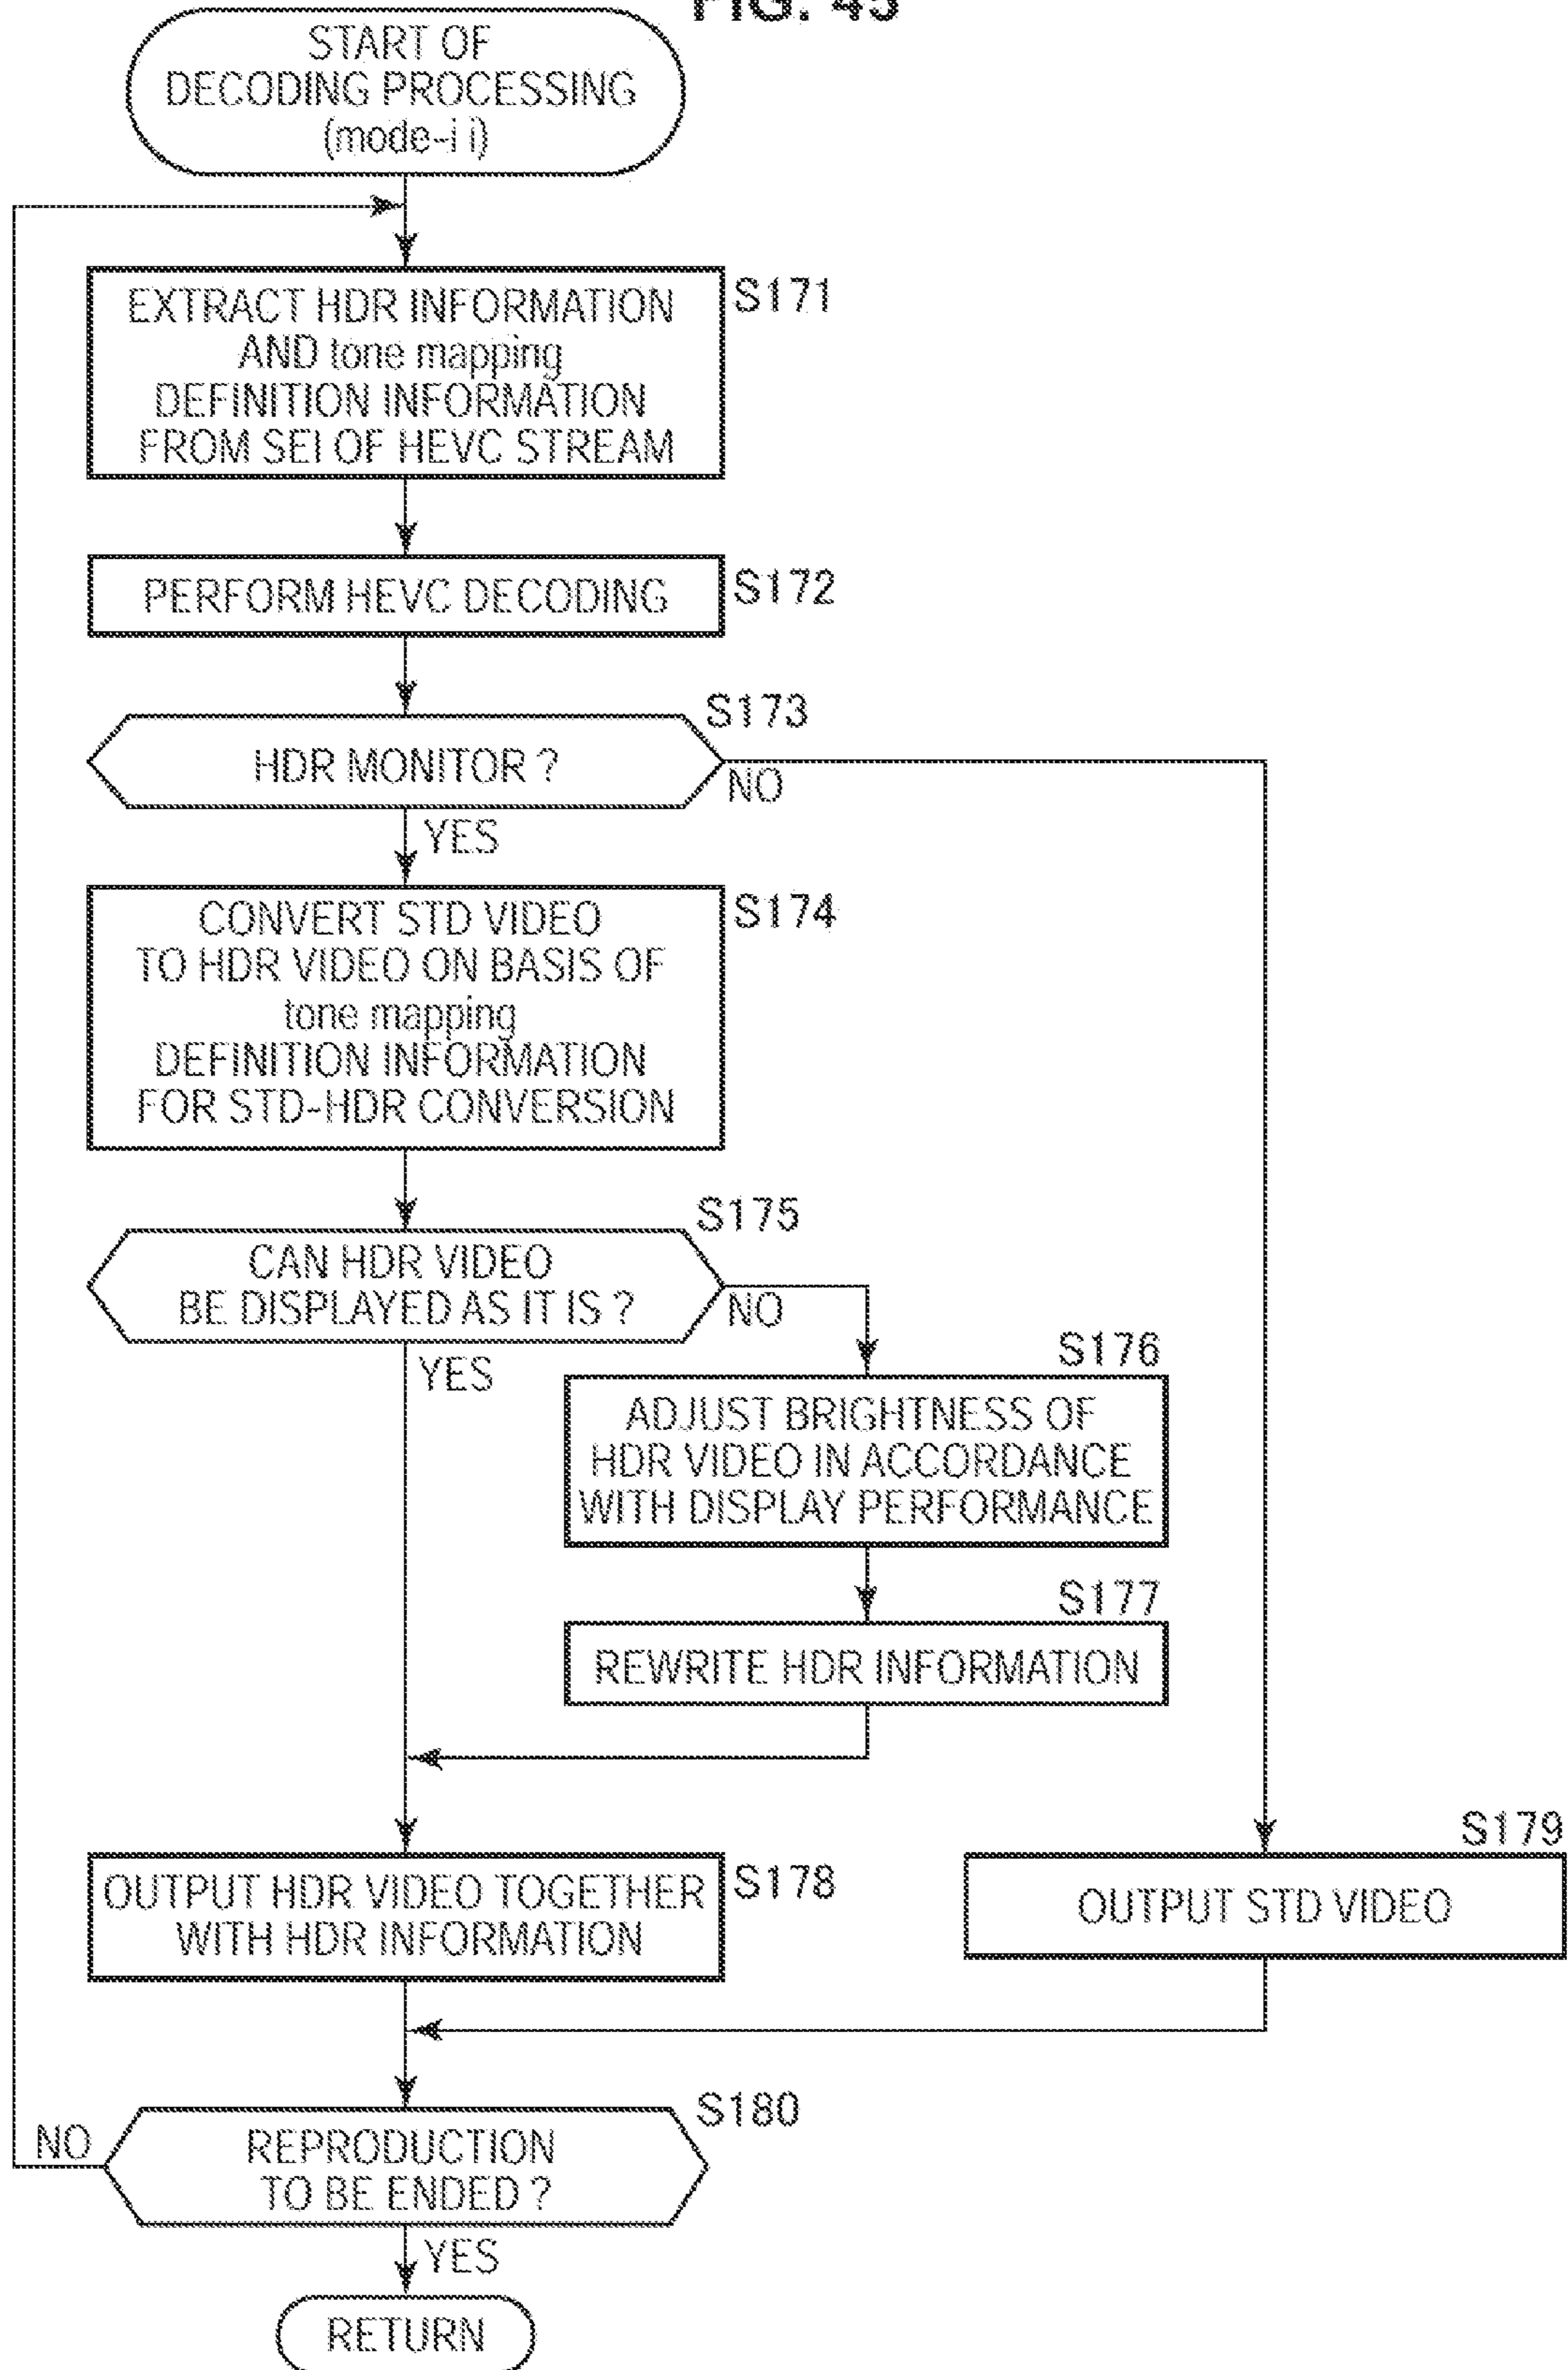 FIG. 45
START OF
DECODING PROCESSING
(mode-i i)
EXTRACT HDR INFORMATION
AND tone mapping
DEFINITION INFORMATION
FROM SEI OF HEVC STREAM
S171
PERFORM HEVC DECODING
S172
S173
HDR MONITOR ?
NO
YES
CONVERT STD VIDEO
TO HDR VIDEO ON BASIS OF
tone mapping
DEFINITION INFORMATION
FOR STD-HDR CONVERSION
S174
S175
CAN HDR VIDEO
BE DISPLAYED AS IT IS ?
NO
YES
S176
ADJUST BRIGHTNESS OF
HDR VIDEO IN ACCORDANCE
WITH DISPLAY PERFORMANCE
S177
REWRITE HDR INFORMATION
OUTPUT HDR VIDEO TOGETHER
WITH HDR INFORMATION
S178
S179
OUTPUT STD VIDEO
S180
NO
REPRODUCTION
TO BE ENDED ?
YES
RETURN